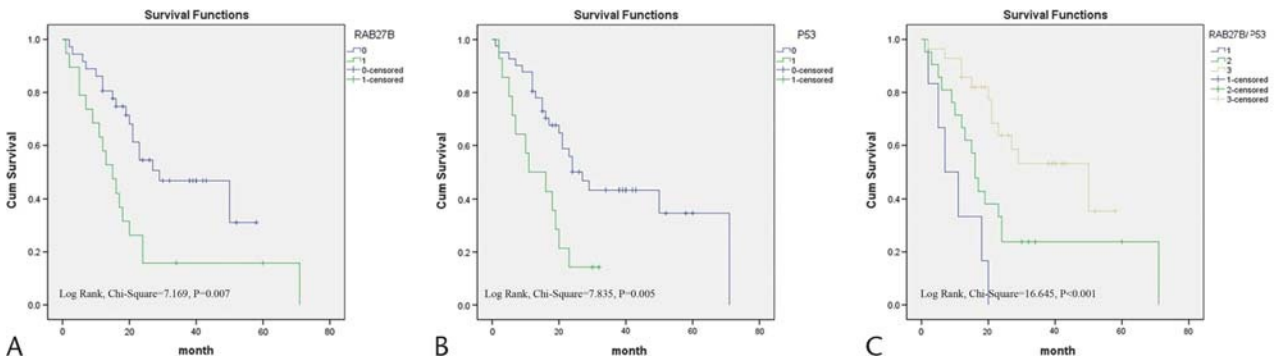 Survival Functions
RAB27B
0
1
0-censored
1-censored
Cum Survival
1.0
0.8
0.6
0.4
0.2
0.0
Log Rank, Chi-Square=7.169, P=0.007
0 20 40 60 80
month
A
Survival Functions
P53
0
1
0-censored
1-censored
Cum Survival
1.0
0.8
0.6
0.4
0.2
0.0
Log Rank, Chi-Square=7.835, P=0.005
0 20 40 60 80
month
B
Survival Functions
RAB27B/P53
1
2
3
1-censored
2-censored
3-censored
Cum Survival
1.0
0.8
0.6
0.4
0.2
0.0
Log Rank, Chi-Square=16.645, P<0.001
0 20 40 60 80
month
C